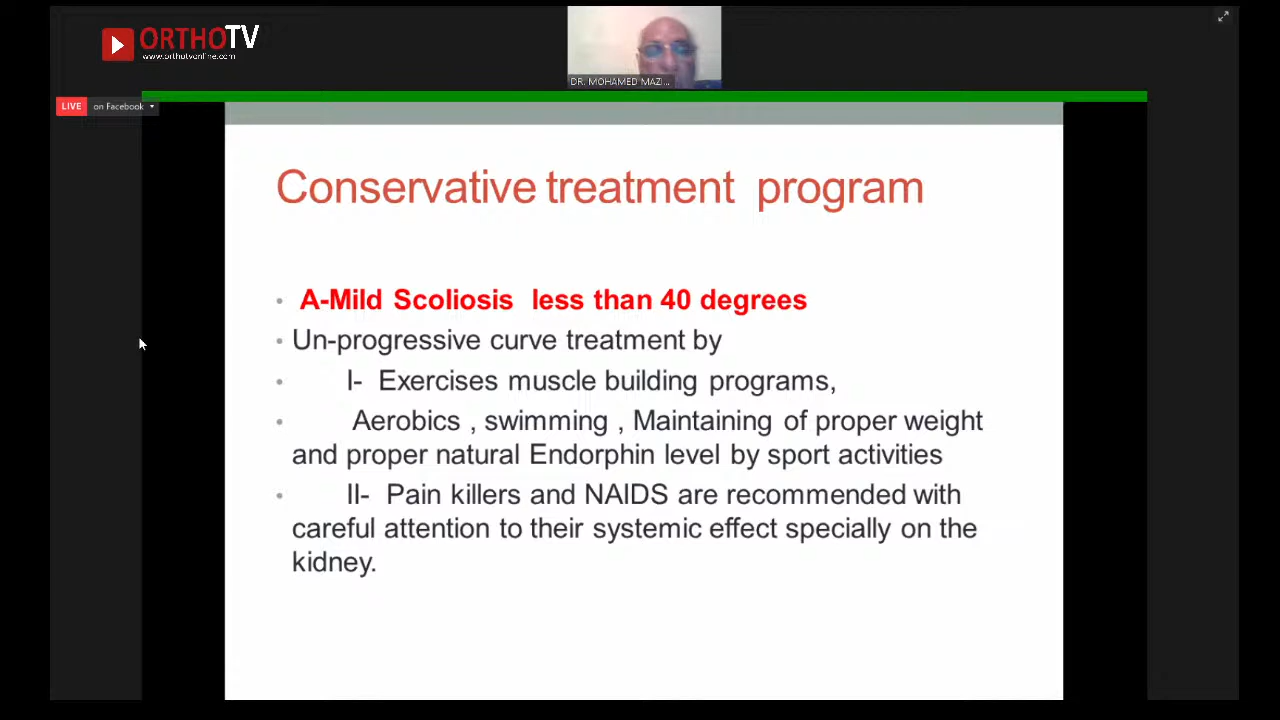 ORTHOTV
www.orthotvonline.com
DR. MOHAMED MAZI...
LIVE on Facebook
Conservative treatment program
• A-Mild Scoliosis less than 40 degrees
• Un-progressive curve treatment by
• I- Exercises muscle building programs,
• Aerobics , swimming , Maintaining of proper weight
and proper natural Endorphin level by sport activities
• II- Pain killers and NAIDS are recommended with
careful attention to their systemic effect specially on the
kidney.